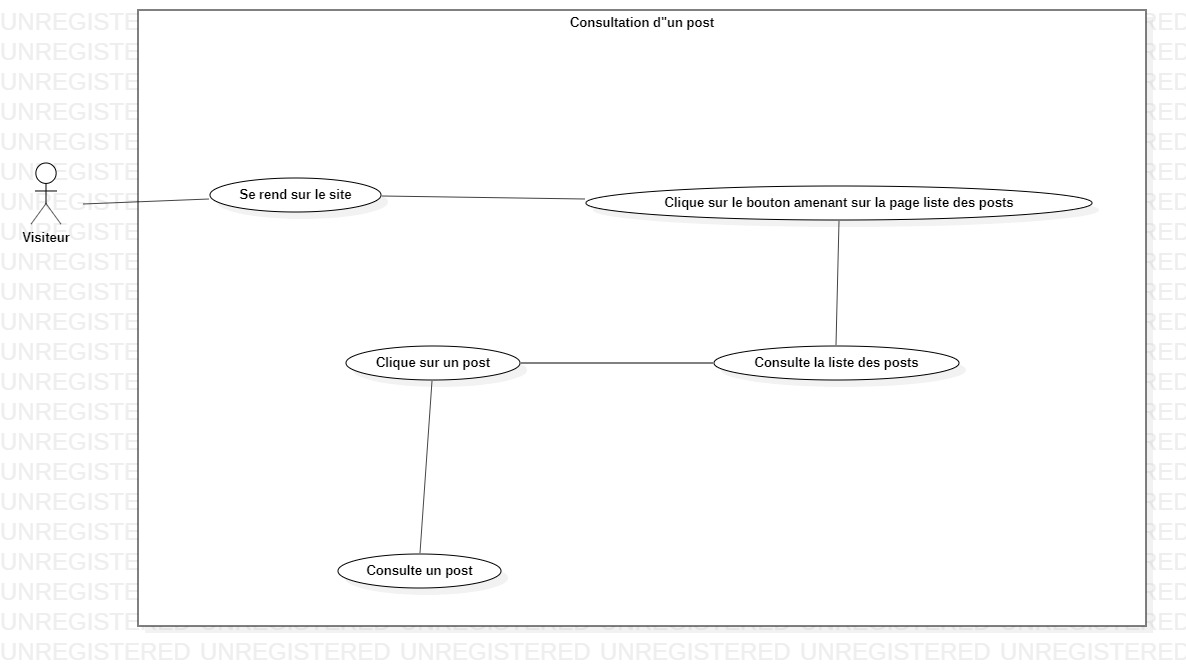 Consultation d"un post
Visiteur
Se rend sur le site
Clique sur le bouton amenant sur la page liste des posts
Clique sur un post
Consulte la liste des posts
Consulte un post
UNREGISTERED UNREGISTERED UNREGISTERED UNREGISTERED UNREGISTERED UNREGISTERED